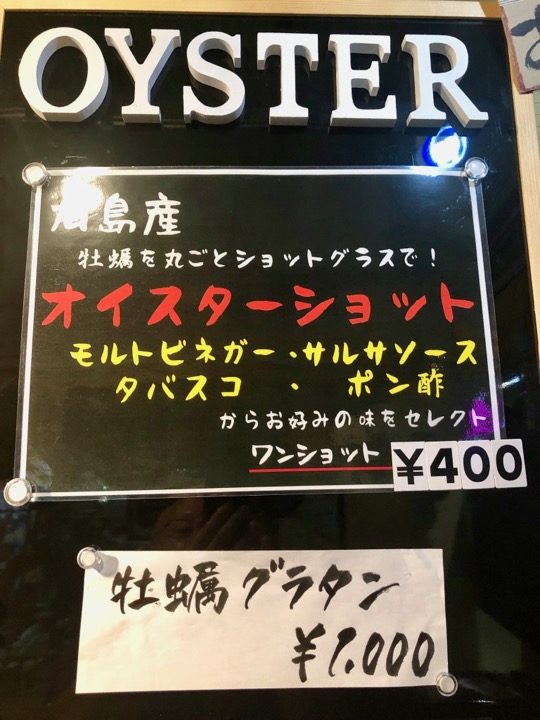 OYSTER
広島産
牡蠣を丸ごとショットグラスで!
オイスターショット
モルトビネガー・サルサソース
タバスコ ・ ポン酢
からお好みの味をセレクト
ワンショット ¥400
牡蠣グラタン
¥1,000